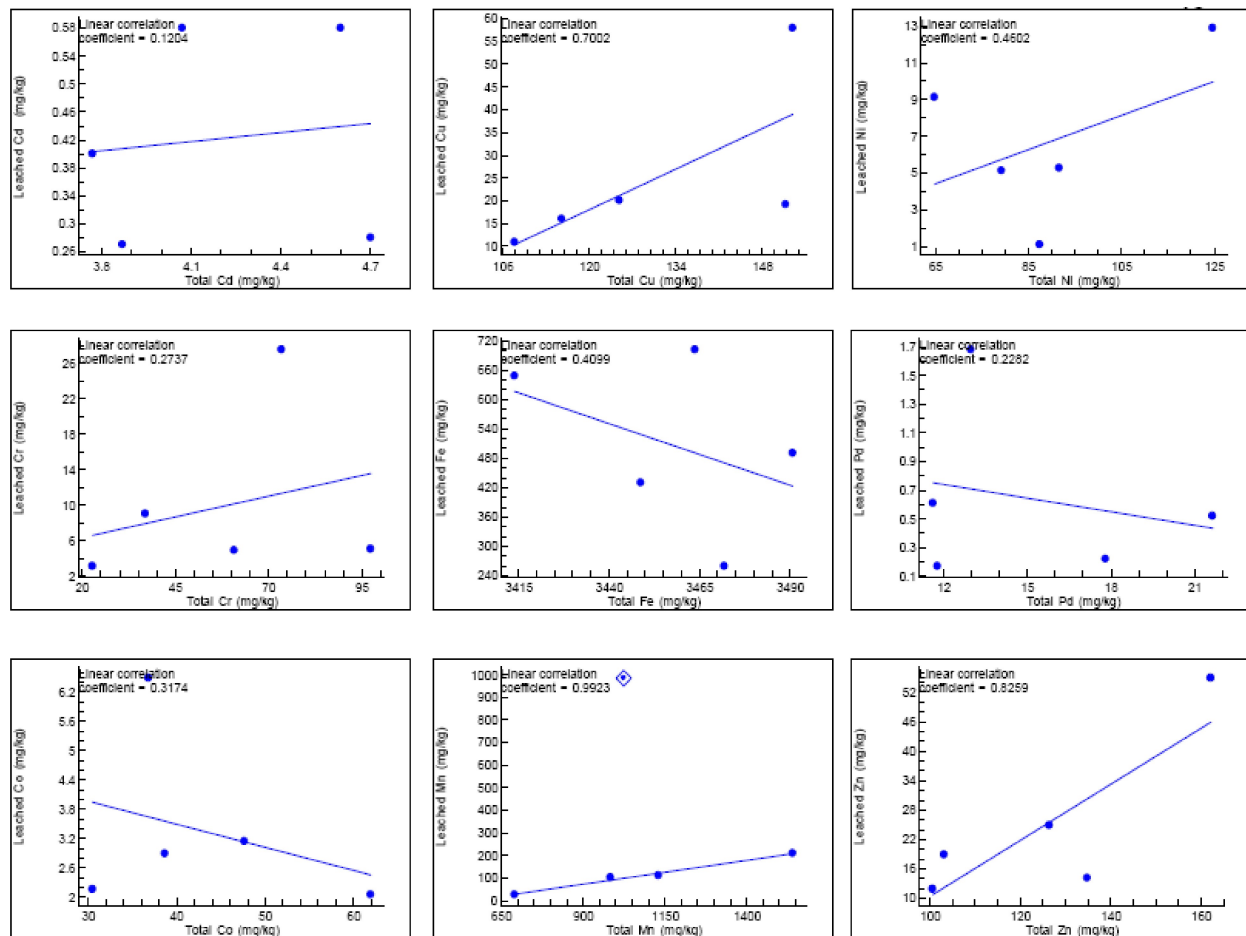 Linear correlation
coefficient = 0.1204
Leached Cd (mg/kg)
0.58
0.54
0.5
0.46
0.42
0.38
0.34
0.3
0.26
3.8 4.1 4.4 4.7
Total Cd (mg/kg)
Linear correlation
coefficient = 0.7002
Leached Cu (mg/kg)
60
55
50
45
40
35
30
25
20
15
10
106 120 134 148
Total Cu (mg/kg)
Linear correlation
coefficient = 0.4602
Leached Ni (mg/kg)
13
11
9
7
5
3
1
65 85 105 125
Total Ni (mg/kg)
Linear correlation
coefficient = 0.2737
Leached Cr (mg/kg)
26
22
18
14
10
6
2
20 45 70 95
Total Cr (mg/kg)
Linear correlation
coefficient = 0.4099
Leached Fe (mg/kg)
720
660
600
540
480
420
360
300
240
3415 3440 3465 3490
Total Fe (mg/kg)
Linear correlation
coefficient = 0.2282
Leached Pd (mg/kg)
1.7
1.5
1.3
1.1
0.9
0.7
0.5
0.3
0.1
12 15 18 21
Total Pd (mg/kg)
Linear correlation
coefficient = 0.3174
Leached Co (mg/kg)
6.2
5.6
5
4.4
3.8
3.2
2.6
2
30 40 50 60
Total Co (mg/kg)
Linear correlation
coefficient = 0.9923
Leached Mn (mg/kg)
1000
900
800
700
600
500
400
300
200
100
0
650 900 1150 1400
Total Mn (mg/kg)
Linear correlation
coefficient = 0.8259
Leached Zn (mg/kg)
52
46
40
34
28
22
16
10
100 120 140 160
Total Zn (mg/kg)